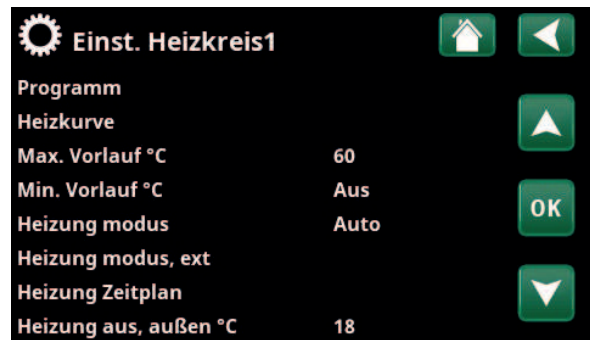 Einst. Heizkreis1
Programm
Heizkurve
Max. Vorlauf °C 60
Min. Vorlauf °C Aus
Heizung modus Auto
OK
Heizung modus, ext
Heizung Zeitplan
Heizung aus, außen °C 18